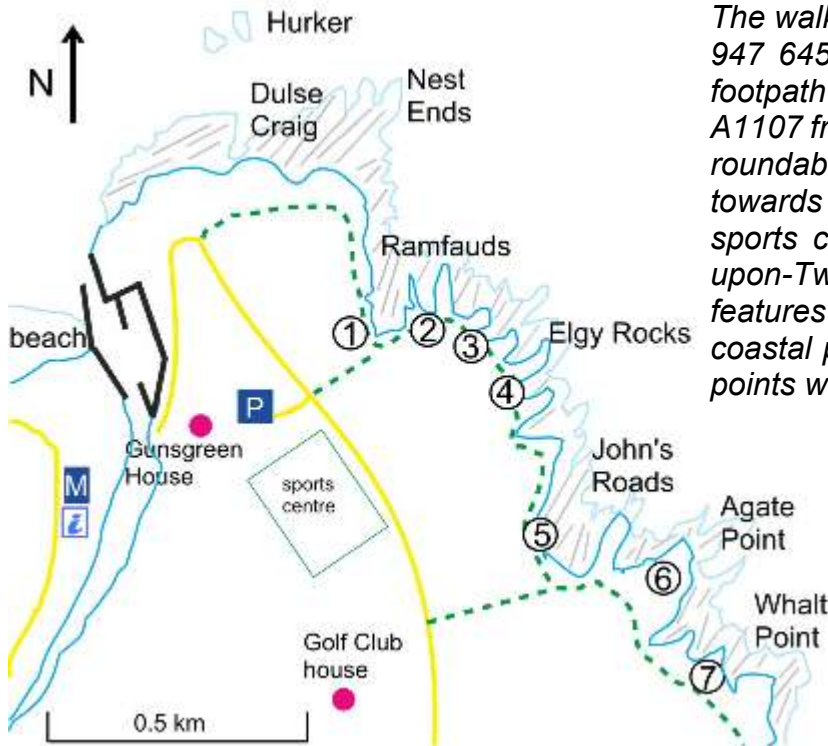 Hurker
N
Dulse
Craig
Nest
Ends
The walk
947 645
footpath
A1107 fr
roundab
towards
sports c
upon-Tw
features
coastal p
points w
Ramfauds
1
2
3
beach
Elgy Rocks
4
P
Gunsgreen
House
M
i
sports
centre
John's
Roads
5
Agate
Point
6
Whalt
Point
Golf Club
house
7
0.5 km